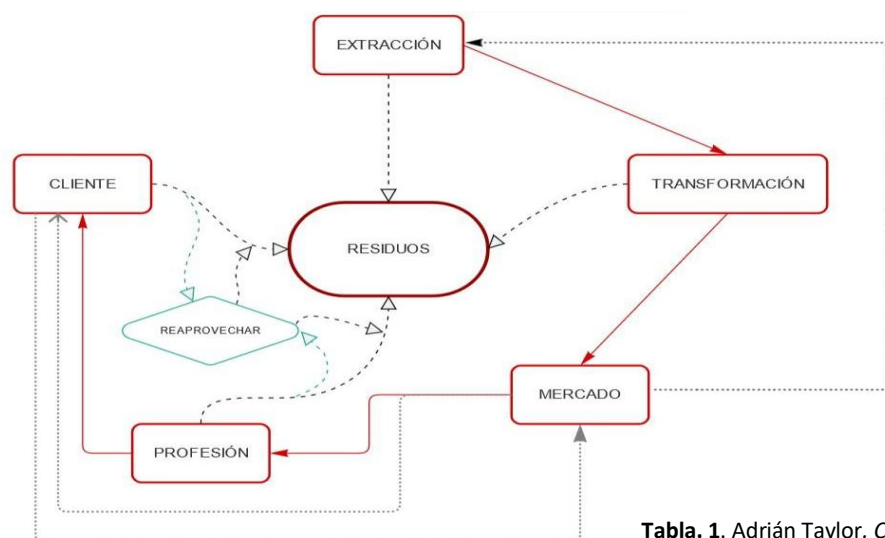 EXTRACCIÓN
CLIENTE
TRANSFORMACIÓN
RESIDUOS
REAPROVECHAR
MERCADO
PROFESIÓN
Tabla. 1. Adrián Taylor,